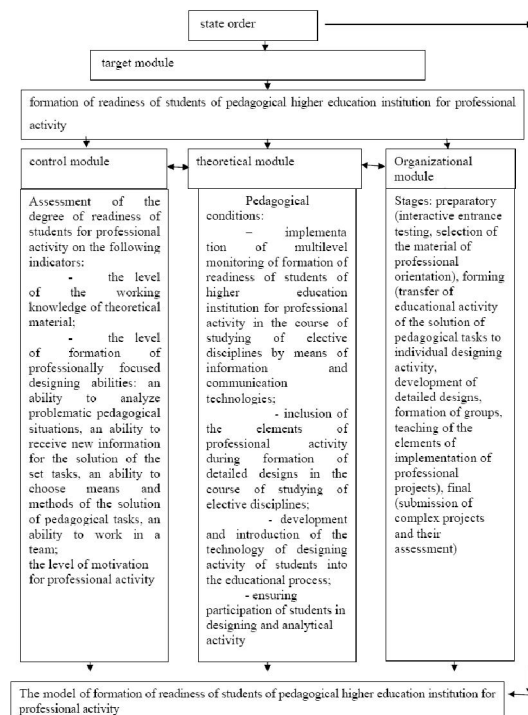 state order
target module
formation of readiness of students of pedagogical higher education institution for professional
activity
control module
theoretical module
Organizational
module
Assessment of the
degree of readiness of
students for professional
activity on the following
indicators:
- the level
of the working
knowledge of theoretical
material;
- the level
of formation of
professionally focused
designing abilities: an
ability to analyze
problematic pedagogical
situations, an ability to
receive new information
for the solution of the
set tasks, an ability to
choose means and
methods of the solution
of pedagogical tasks, an
ability to work in a
team;
the level of motivation
for professional activity
Pedagogical
conditions:
– implementa
tion of multilevel
monitoring of formation of
readiness of students of
higher education
institution for professional
activity in the course of
studying of elective
disciplines by means of
information and
communication
technologies;
- inclusion of
the elements of
professional activity
during formation of
detailed designs in the
course of studying of
elective disciplines;
- development
and introduction of the
technology of designing
activity of students into
the educational process;
- ensuring
participation of students in
designing and analytical
activity
Stages: preparatory
(interactive entrance
testing, selection of
the material of
professional
orientation), forming
(transfer of
educational activity
of the solution of
pedagogical tasks to
individual designing
activity,
development of
detailed designs,
formation of groups,
teaching of the
elements of
implementation of
professional
projects), final
(submission of
complex projects
and their
assessment)
The model of formation of readiness of students of pedagogical higher education institution for
professional activity